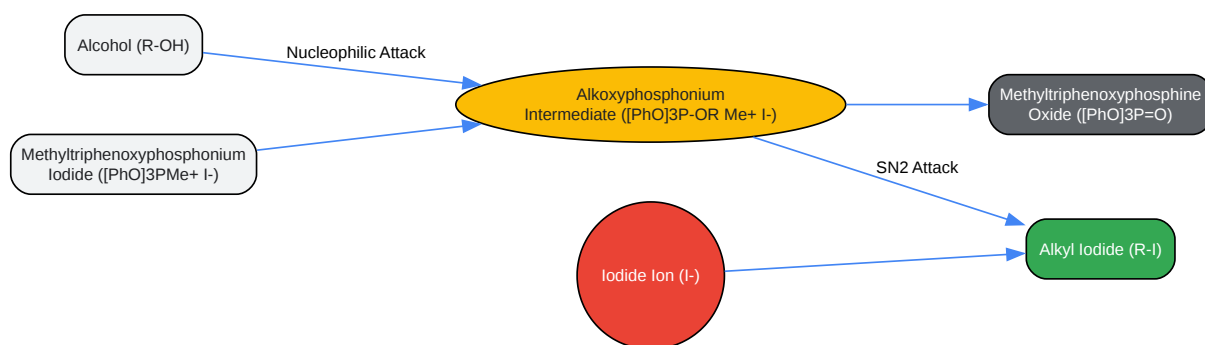 Alcohol (R-OH)
Nucleophilic Attack
Methyltriphenoxyphosphonium
Iodide ([PhO]3PMe+ I-)
Alkoxyphosphonium
Intermediate ([PhO]3P-OR Me+ I-)
Methyltriphenoxyphosphine
Oxide ([PhO]3P=O)
SN2 Attack
Iodide Ion (I-)
Alkyl Iodide (R-I)